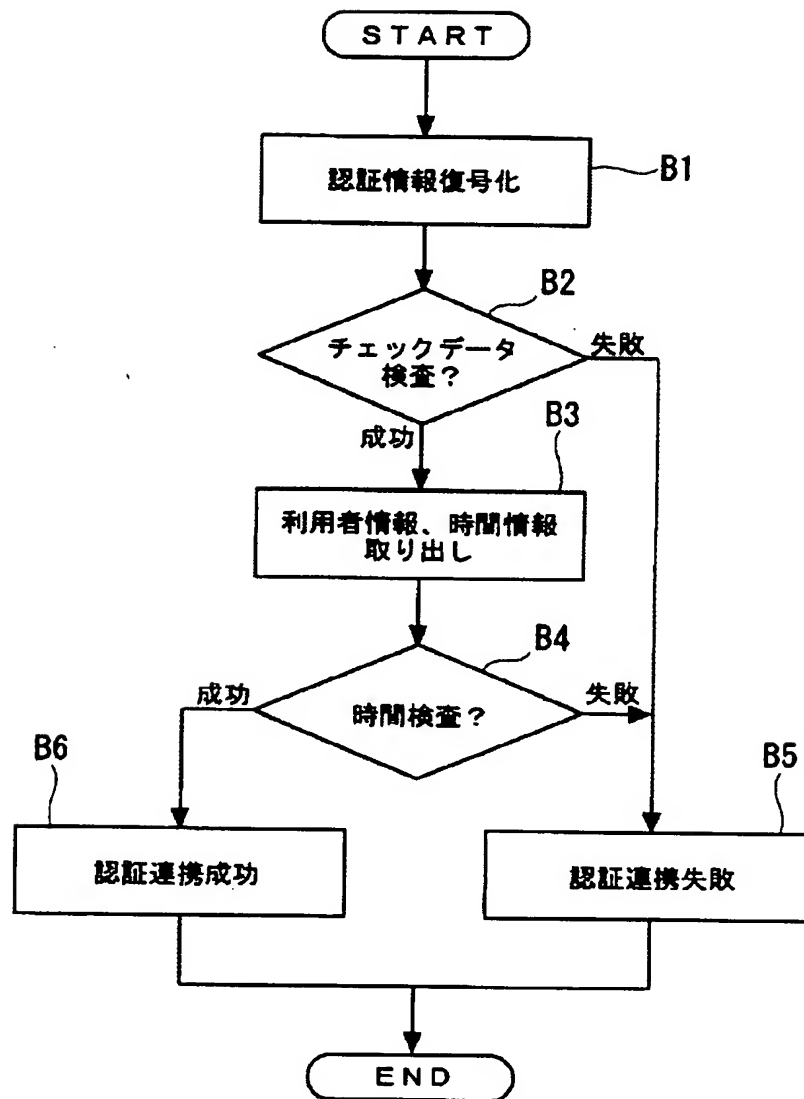 START
認証情報復号化
B1
B2
チェックデータ
検査?
失敗
成功
B3
利用者情報、時間情報
取り出し
B4
成功
時間検査?
失敗
B6
B5
認証連携成功
認証連携失敗
END